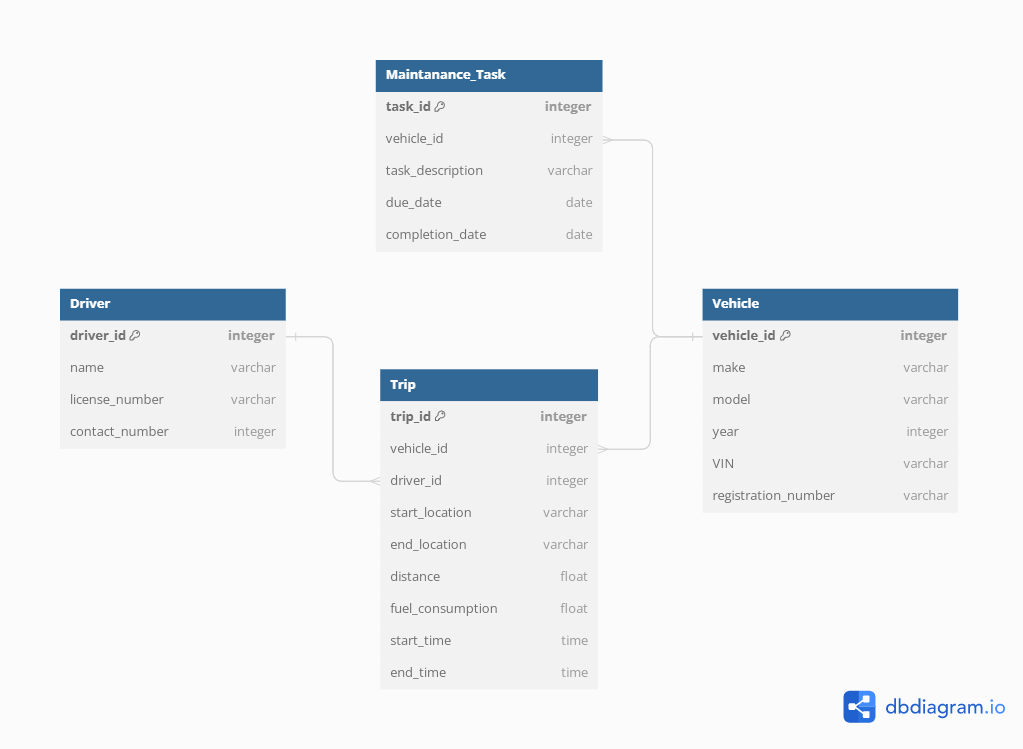 Maintanance_Task
task_id integer
vehicle_id integer
task_description varchar
due_date date
completion_date date
Driver
driver_id integer
name varchar
license_number varchar
contact_number integer
Trip
trip_id integer
vehicle_id integer
driver_id integer
start_location varchar
end_location varchar
distance float
fuel_consumption float
start_time time
end_time time
Vehicle
vehicle_id integer
make varchar
model varchar
year integer
VIN varchar
registration_number varchar
dbdiagram.io